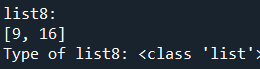 list8:
[9, 16]
Type of list8: <class 'list'>